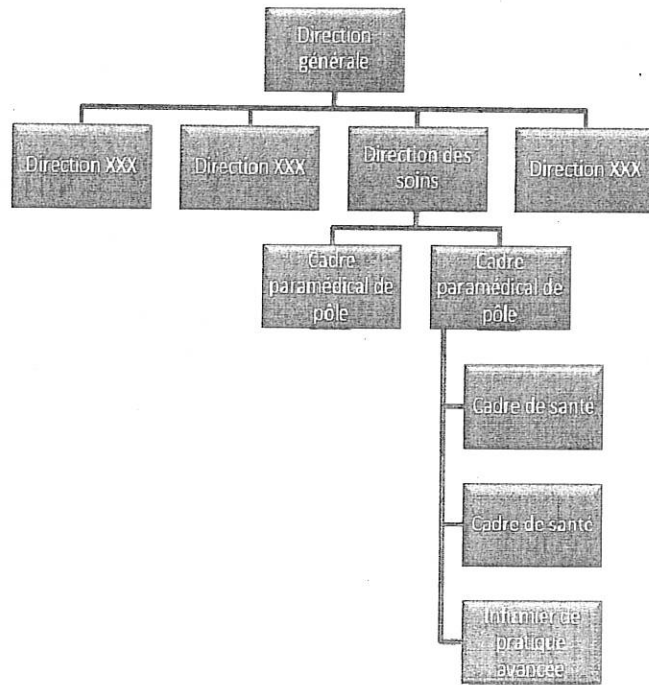 Direction
générale
Direction XXX
Direction XXX
Direction des
soins
Direction XXX
Cadre
paramédical de
pôle
Cadre
paramédical de
pôle
Cadre de santé
Cadre de santé
Infirmier de
pratique
avancée